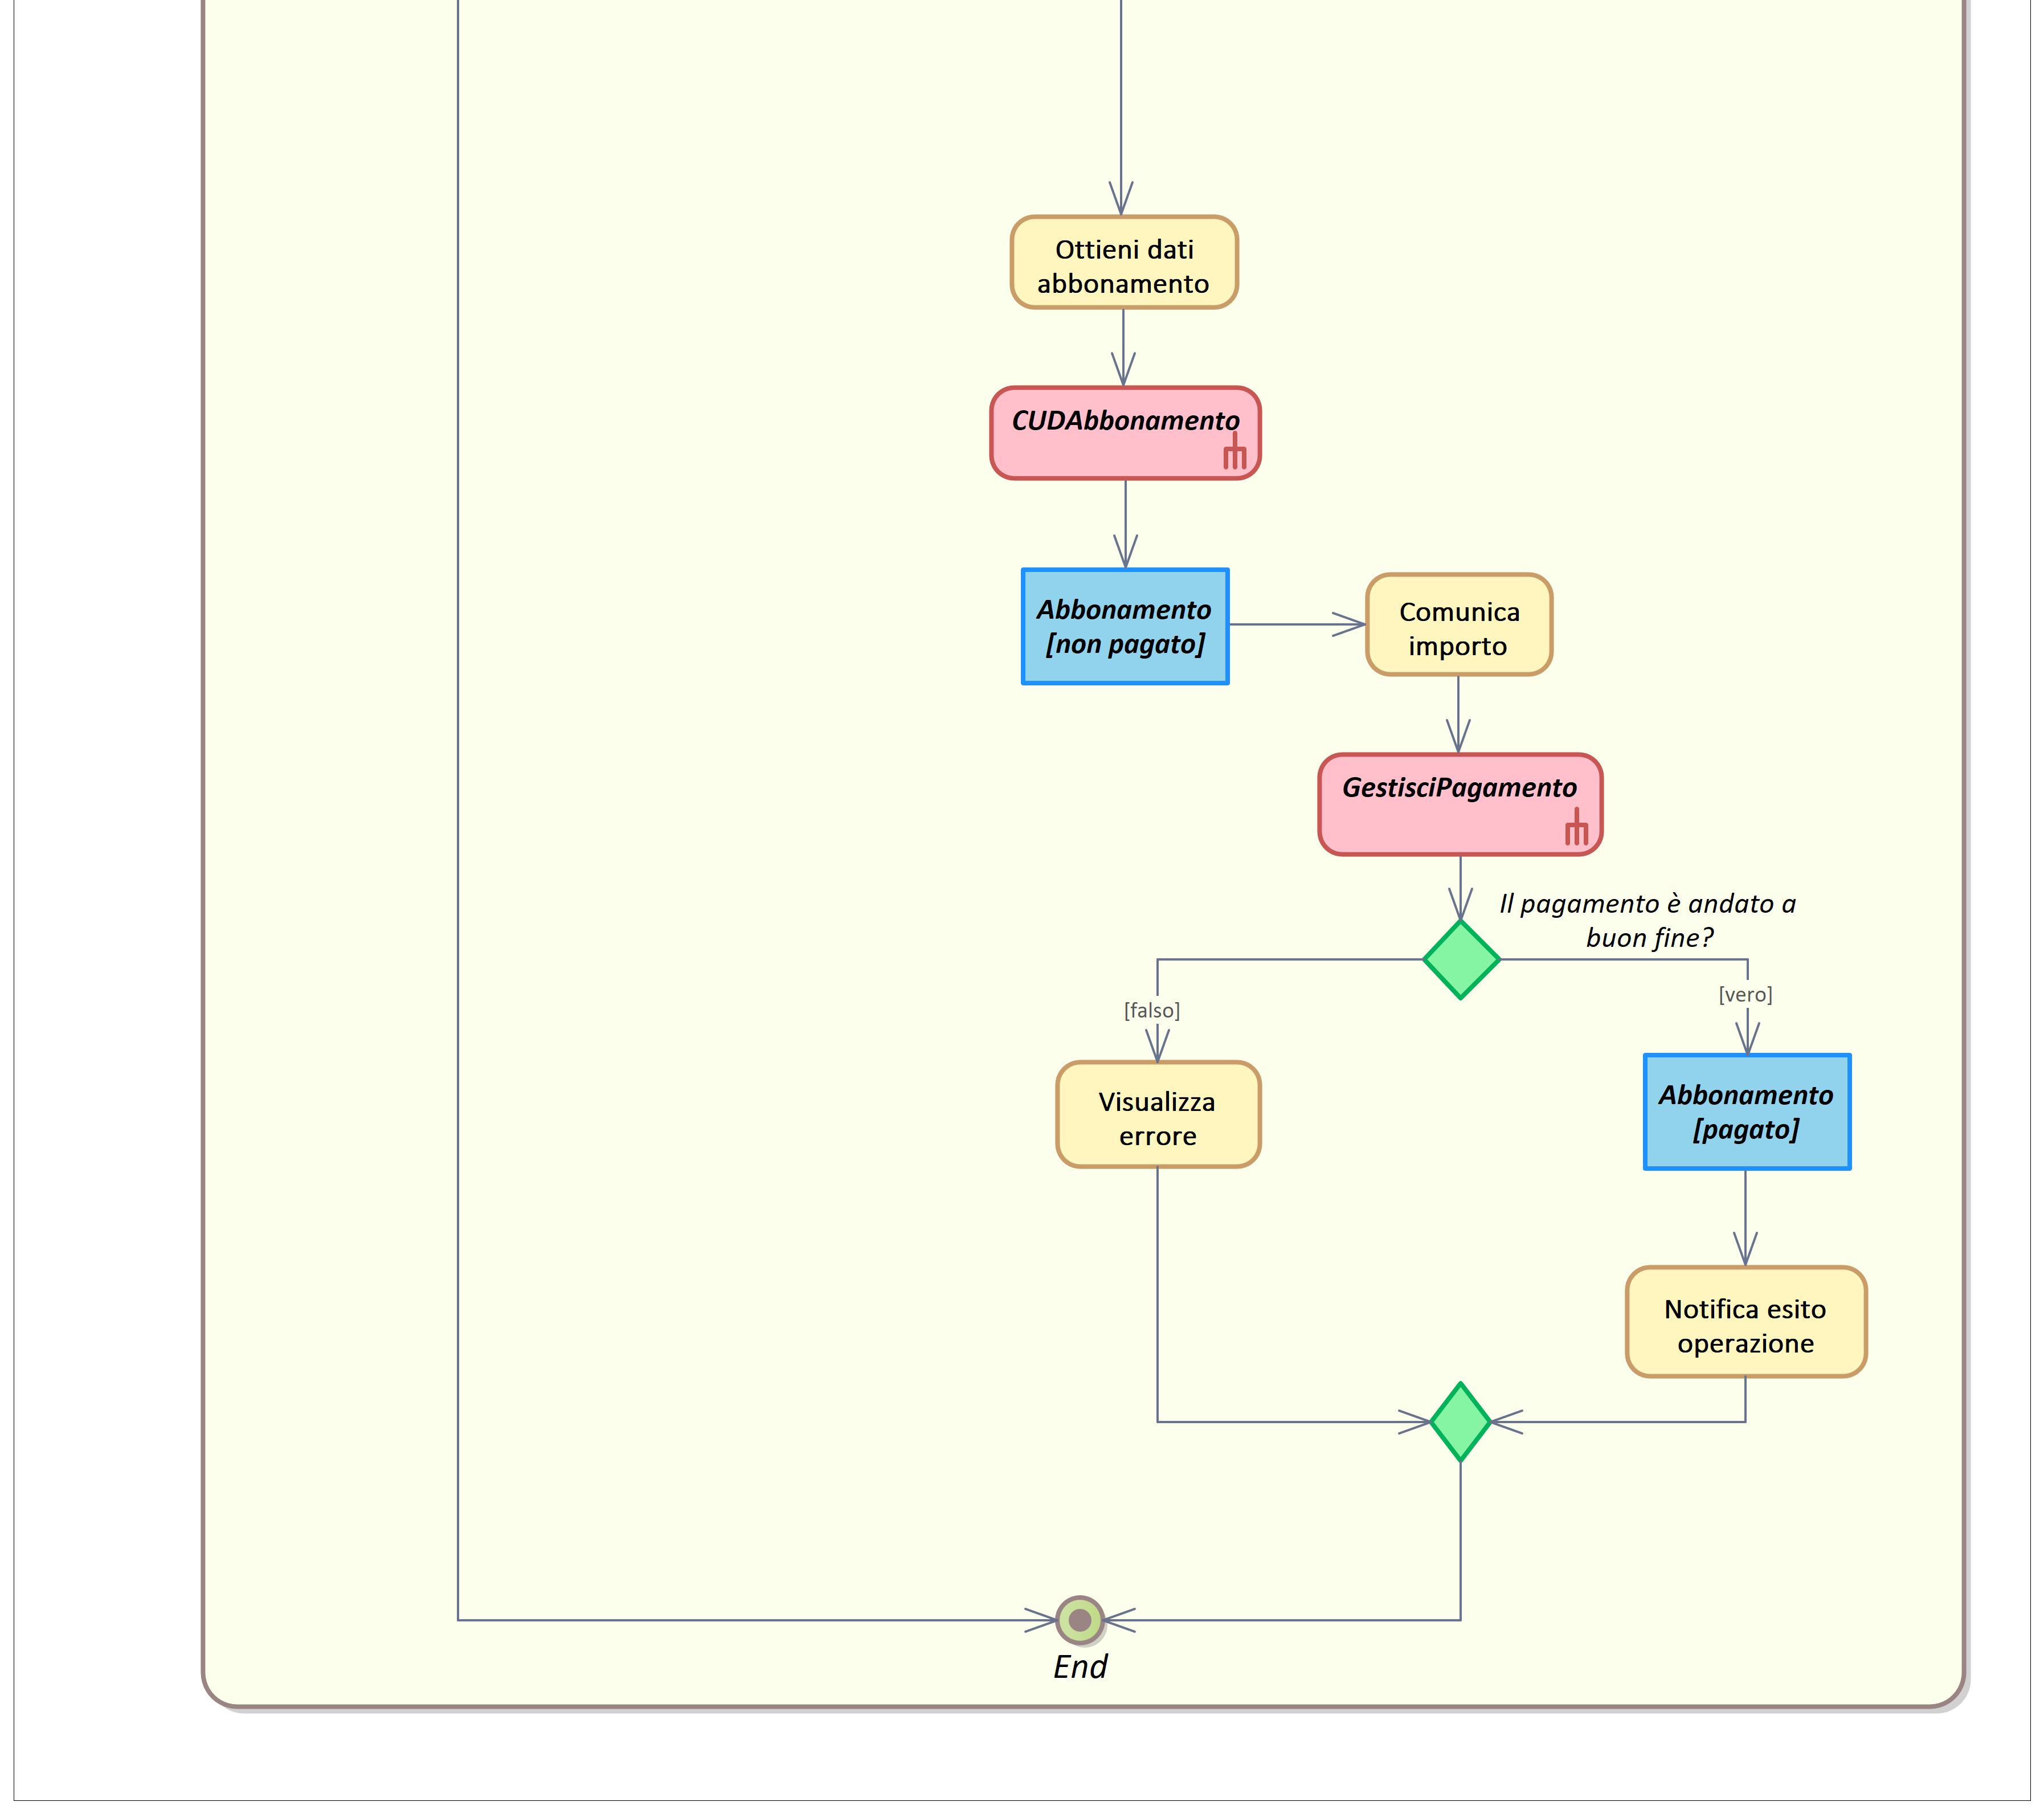 Ottieni dati
abbonamento
CUDAbbonamento
Abbonamento
[non pagato]
Comunica
importo
GestisciPagamento
Il pagamento è andato a
buon fine?
[falso]
[vero]
Visualizza
errore
Abbonamento
[pagato]
Notifica esito
operazione
End